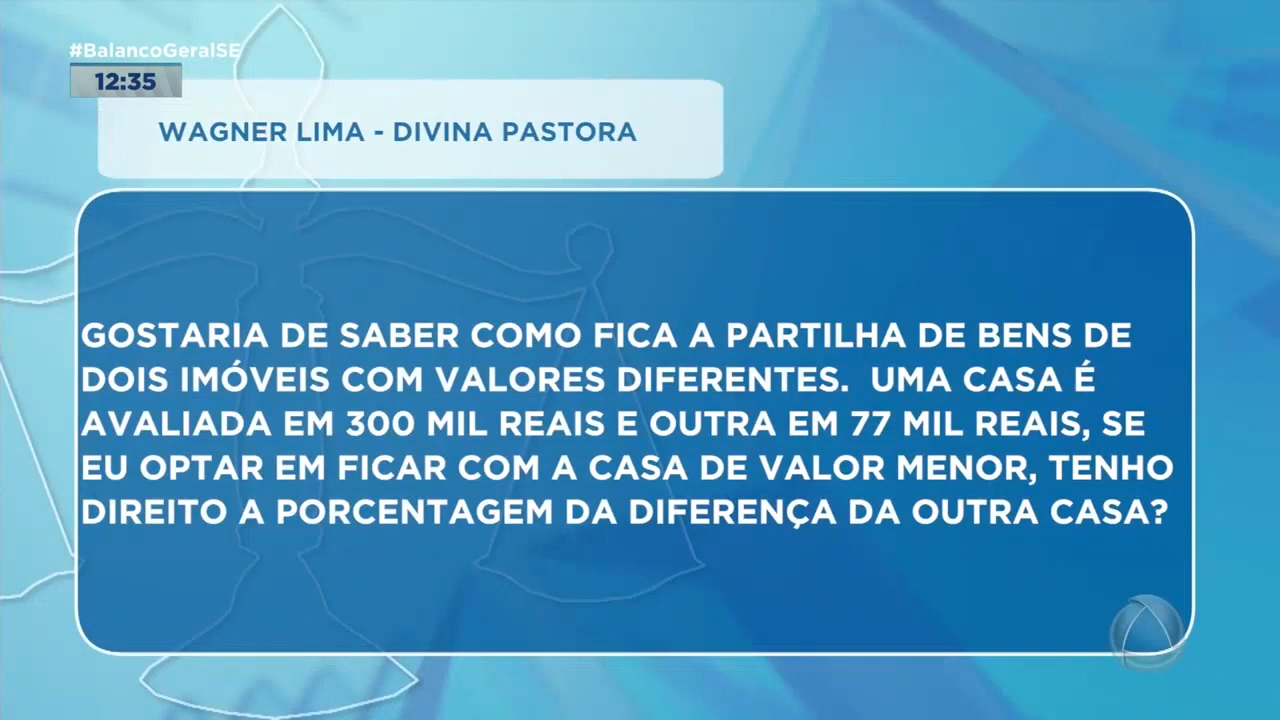 #BalancoGeralSE
12:35
WAGNER LIMA - DIVINA PASTORA
GOSTARIA DE SABER COMO FICA A PARTILHA DE BENS DE
DOIS IMÓVEIS COM VALORES DIFERENTES. UMA CASA É
AVALIADA EM 300 MIL REAIS E OUTRA EM 77 MIL REAIS, SE
EU OPTAR EM FICAR COM A CASA DE VALOR MENOR, TENHO
DIREITO A PORCENTAGEM DA DIFERENÇA DA OUTRA CASA?